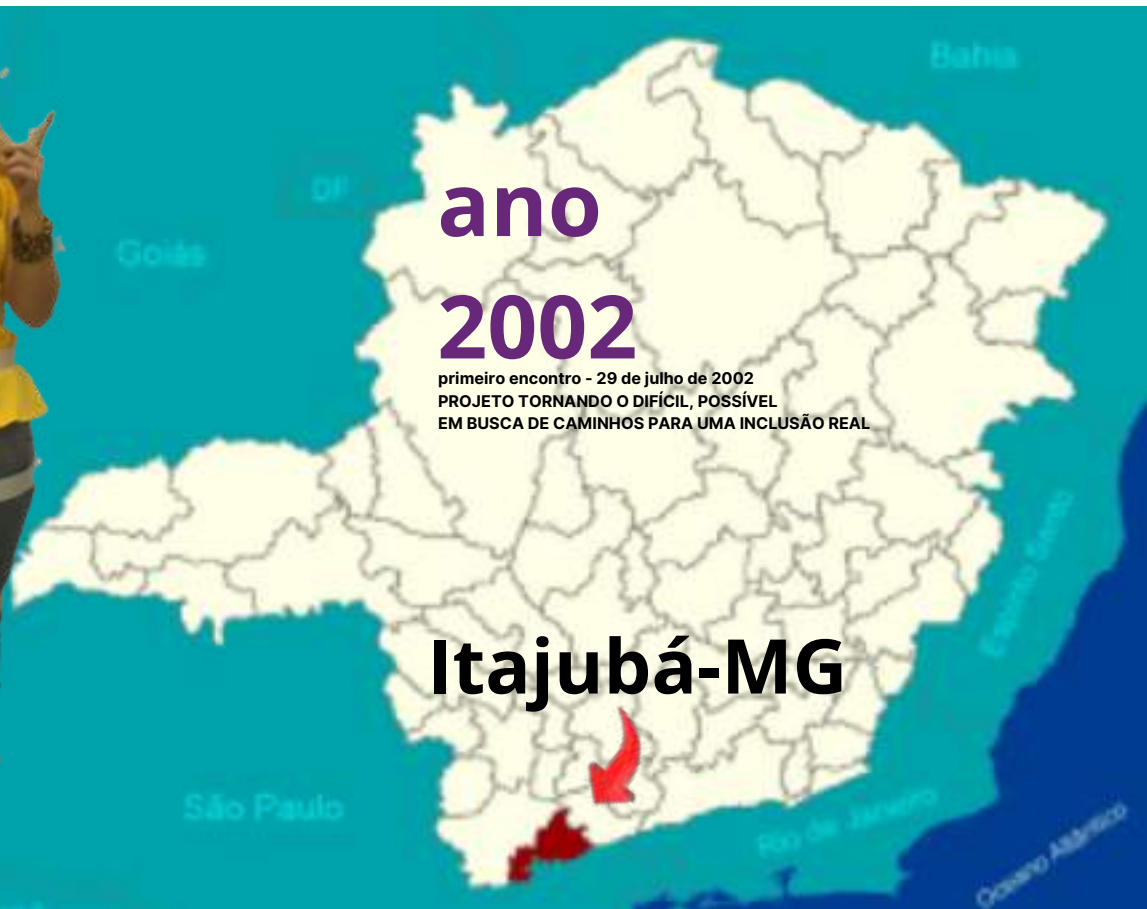 Bahia
DF
Goiás
ano
2002
primeiro encontro - 29 de julho de 2002
PROJETO TORNANDO O DIFÍCIL, POSSÍVEL
EM BUSCA DE CAMINHOS PARA UMA INCLUSÃO REAL
Espírito Santo
Itajubá-MG
São Paulo
Rio de Janeiro
Oceano Atlântico